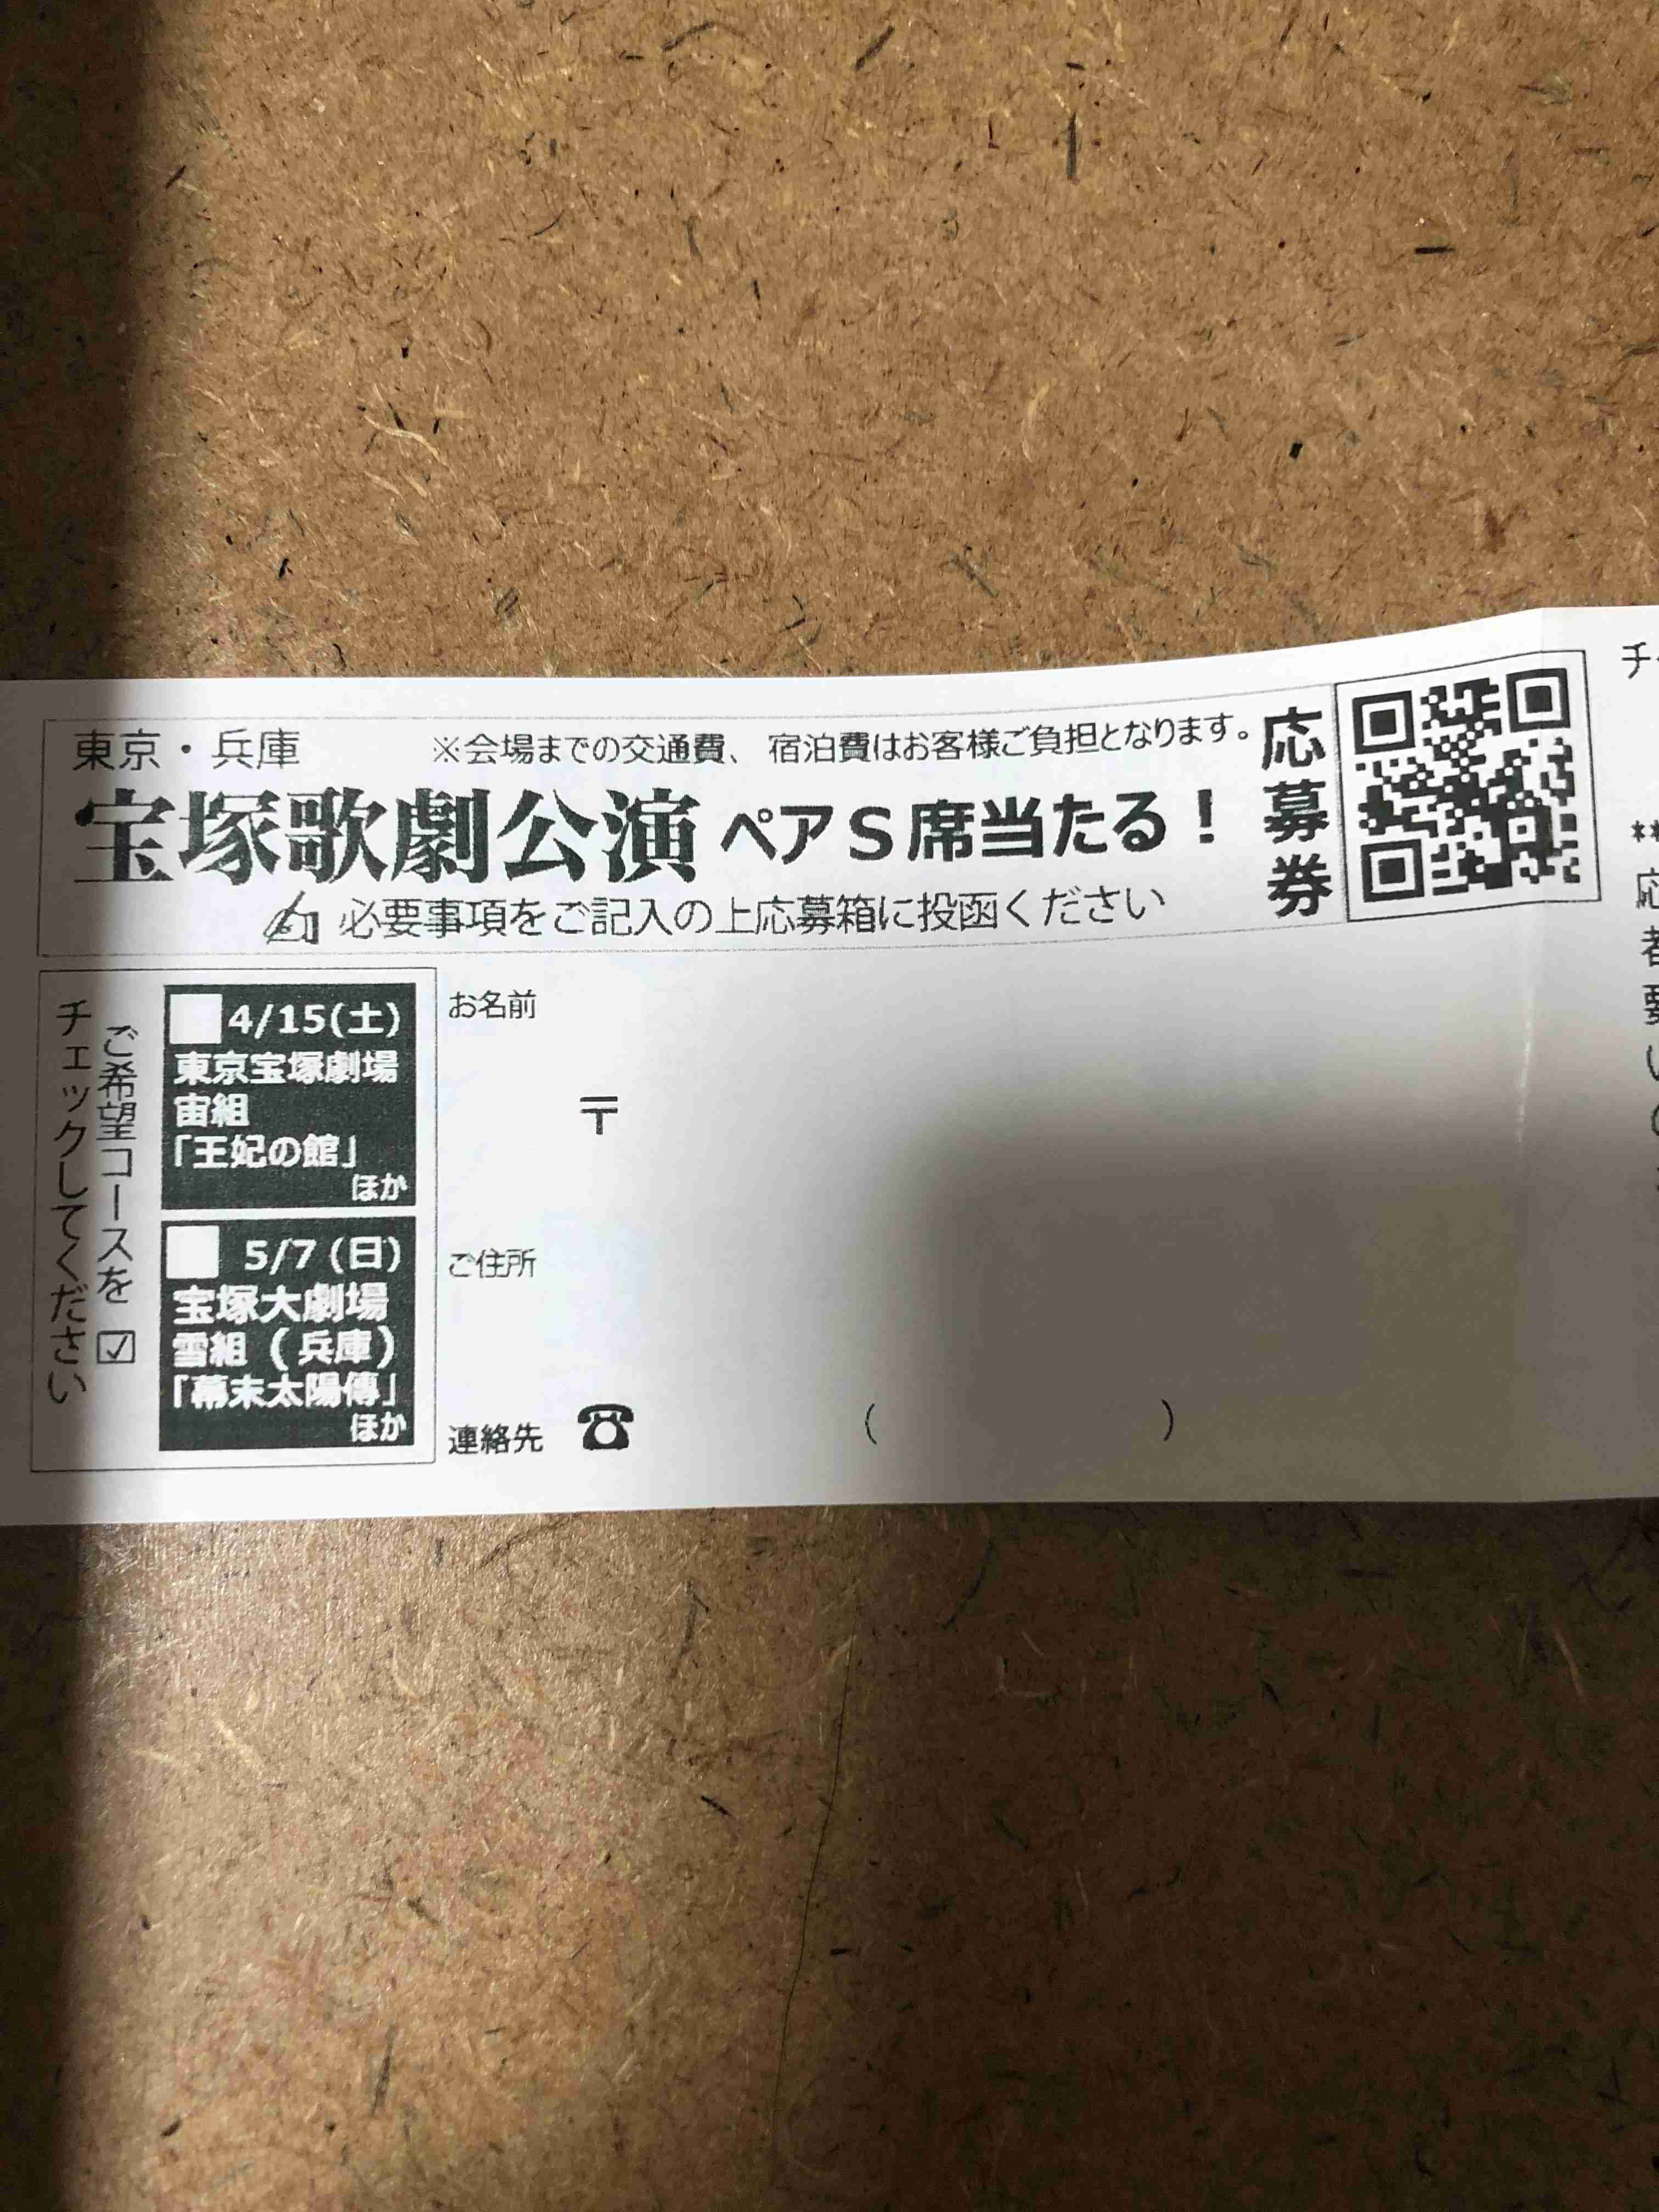 東京・兵庫 ※会場までの交通費、宿泊費はお客様ご負担となります。
宝塚歌劇公演 ペアS席当たる！
必要事項をご記入の上応募箱に投函ください
応募券
ご希望コースを☑
チェックしてください
4/15(土)
東京宝塚劇場
宙組
「王妃の館」
ほか
5/7(日)
宝塚大劇場
雪組(兵庫)
「幕末太陽傳」
ほか
お名前
〒
ご住所
連絡先 ☎ ( )
チ
**
応
者
要
い